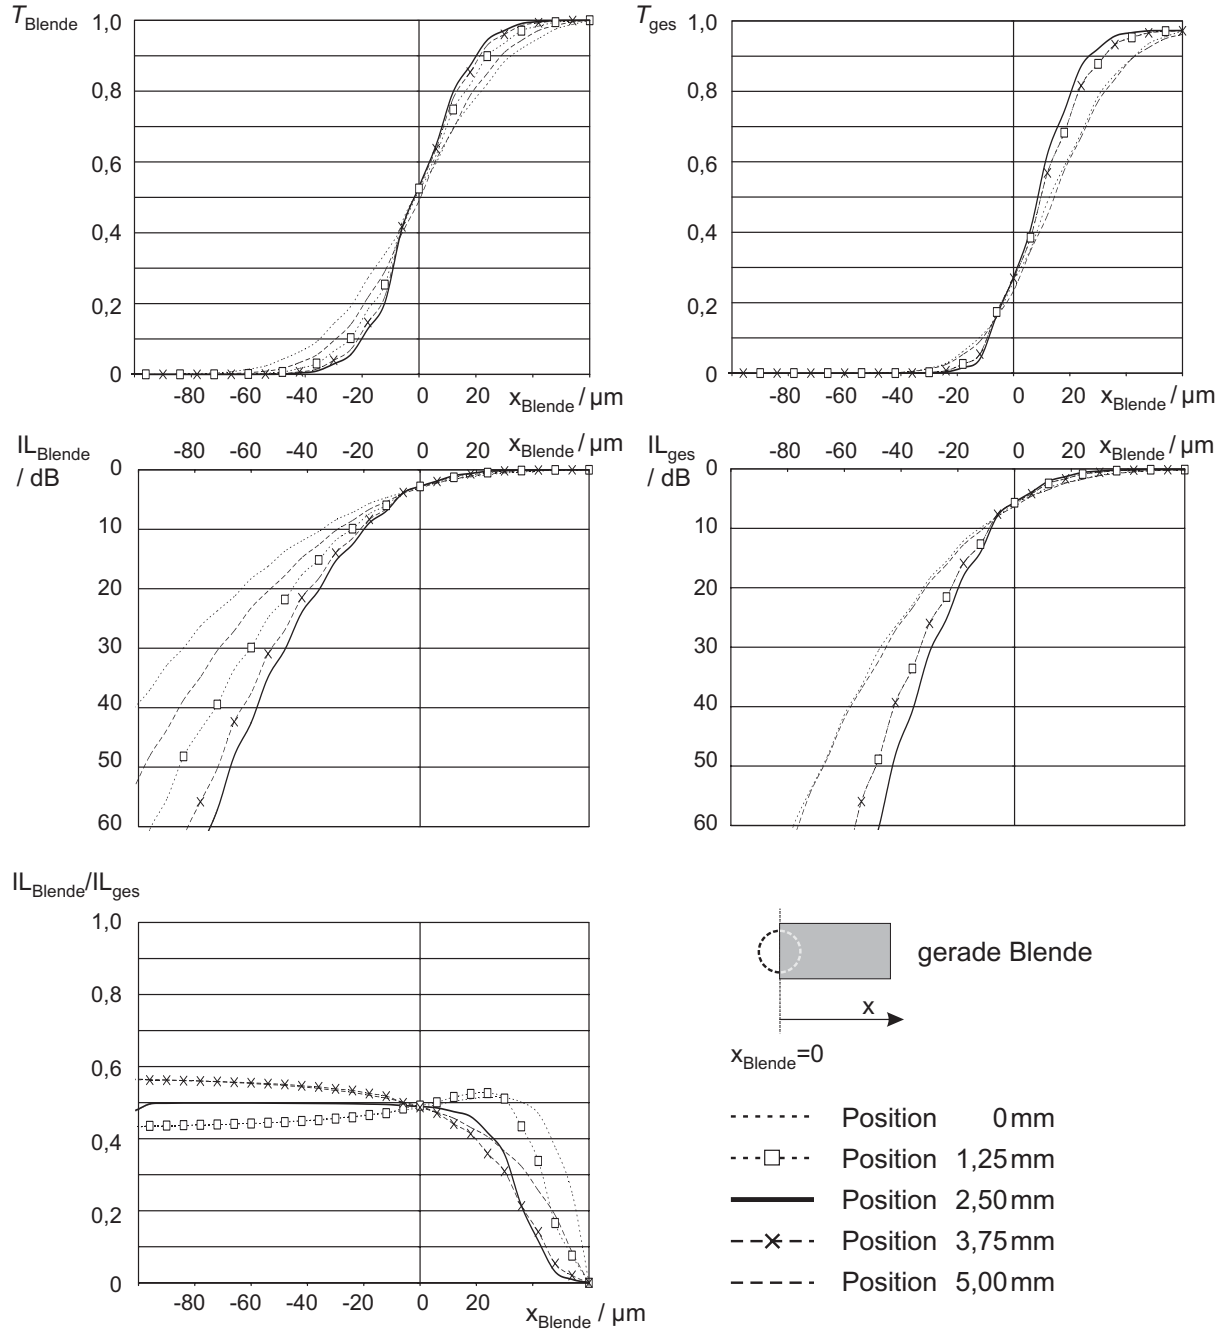 T_Blende
1,0
0,8
0,6
0,4
0,2
0
-80 -60 -40 -20 0 20 x_Blende / µm
T_ges
1,0
0,8
0,6
0,4
0,2
0
-80 -60 -40 -20 0 20 x_Blende / µm
IL_Blende
/ dB
-80 -60 -40 -20 0 20 x_Blende / µm
0
10
20
30
40
50
60
IL_ges
/ dB
-80 -60 -40 -20 0 20 x_Blende / µm
0
10
20
30
40
50
60
IL_Blende/IL_ges
1,0
0,8
0,6
0,4
0,2
0
-80 -60 -40 -20 0 20 x_Blende / µm
gerade Blende
x
x_Blende=0
Position 0 mm
Position 1,25 mm
Position 2,50 mm
Position 3,75 mm
Position 5,00 mm